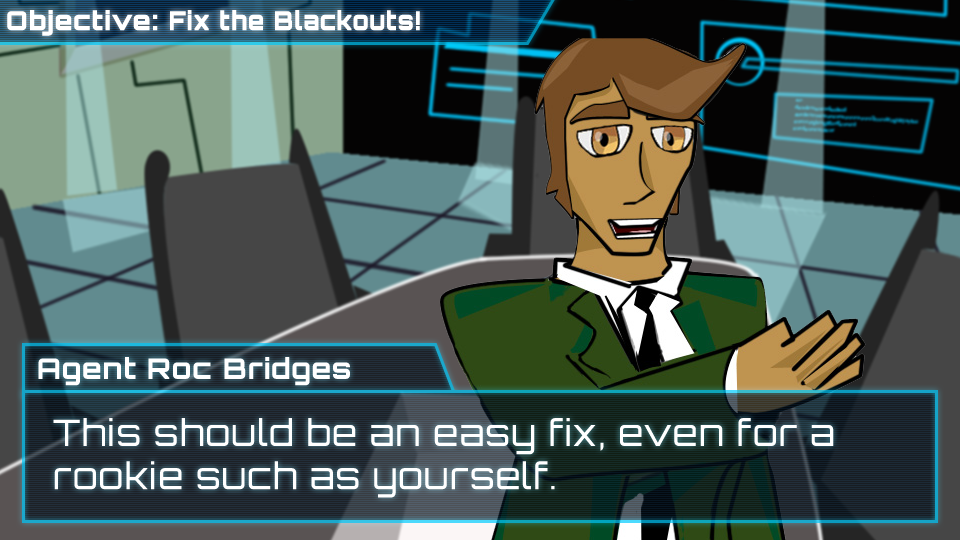 Objective: Fix the Blackouts!
Agent Roc Bridges
This should be an easy fix, even for a
rookie such as yourself.